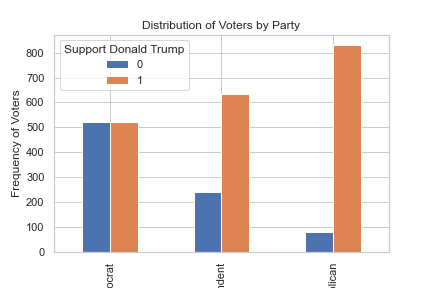 Distribution of Voters by Party
Support Donald Trump
0
1
Frequency of Voters
800
700
600
500
400
300
200
100
0
ocrat
ndent
blican